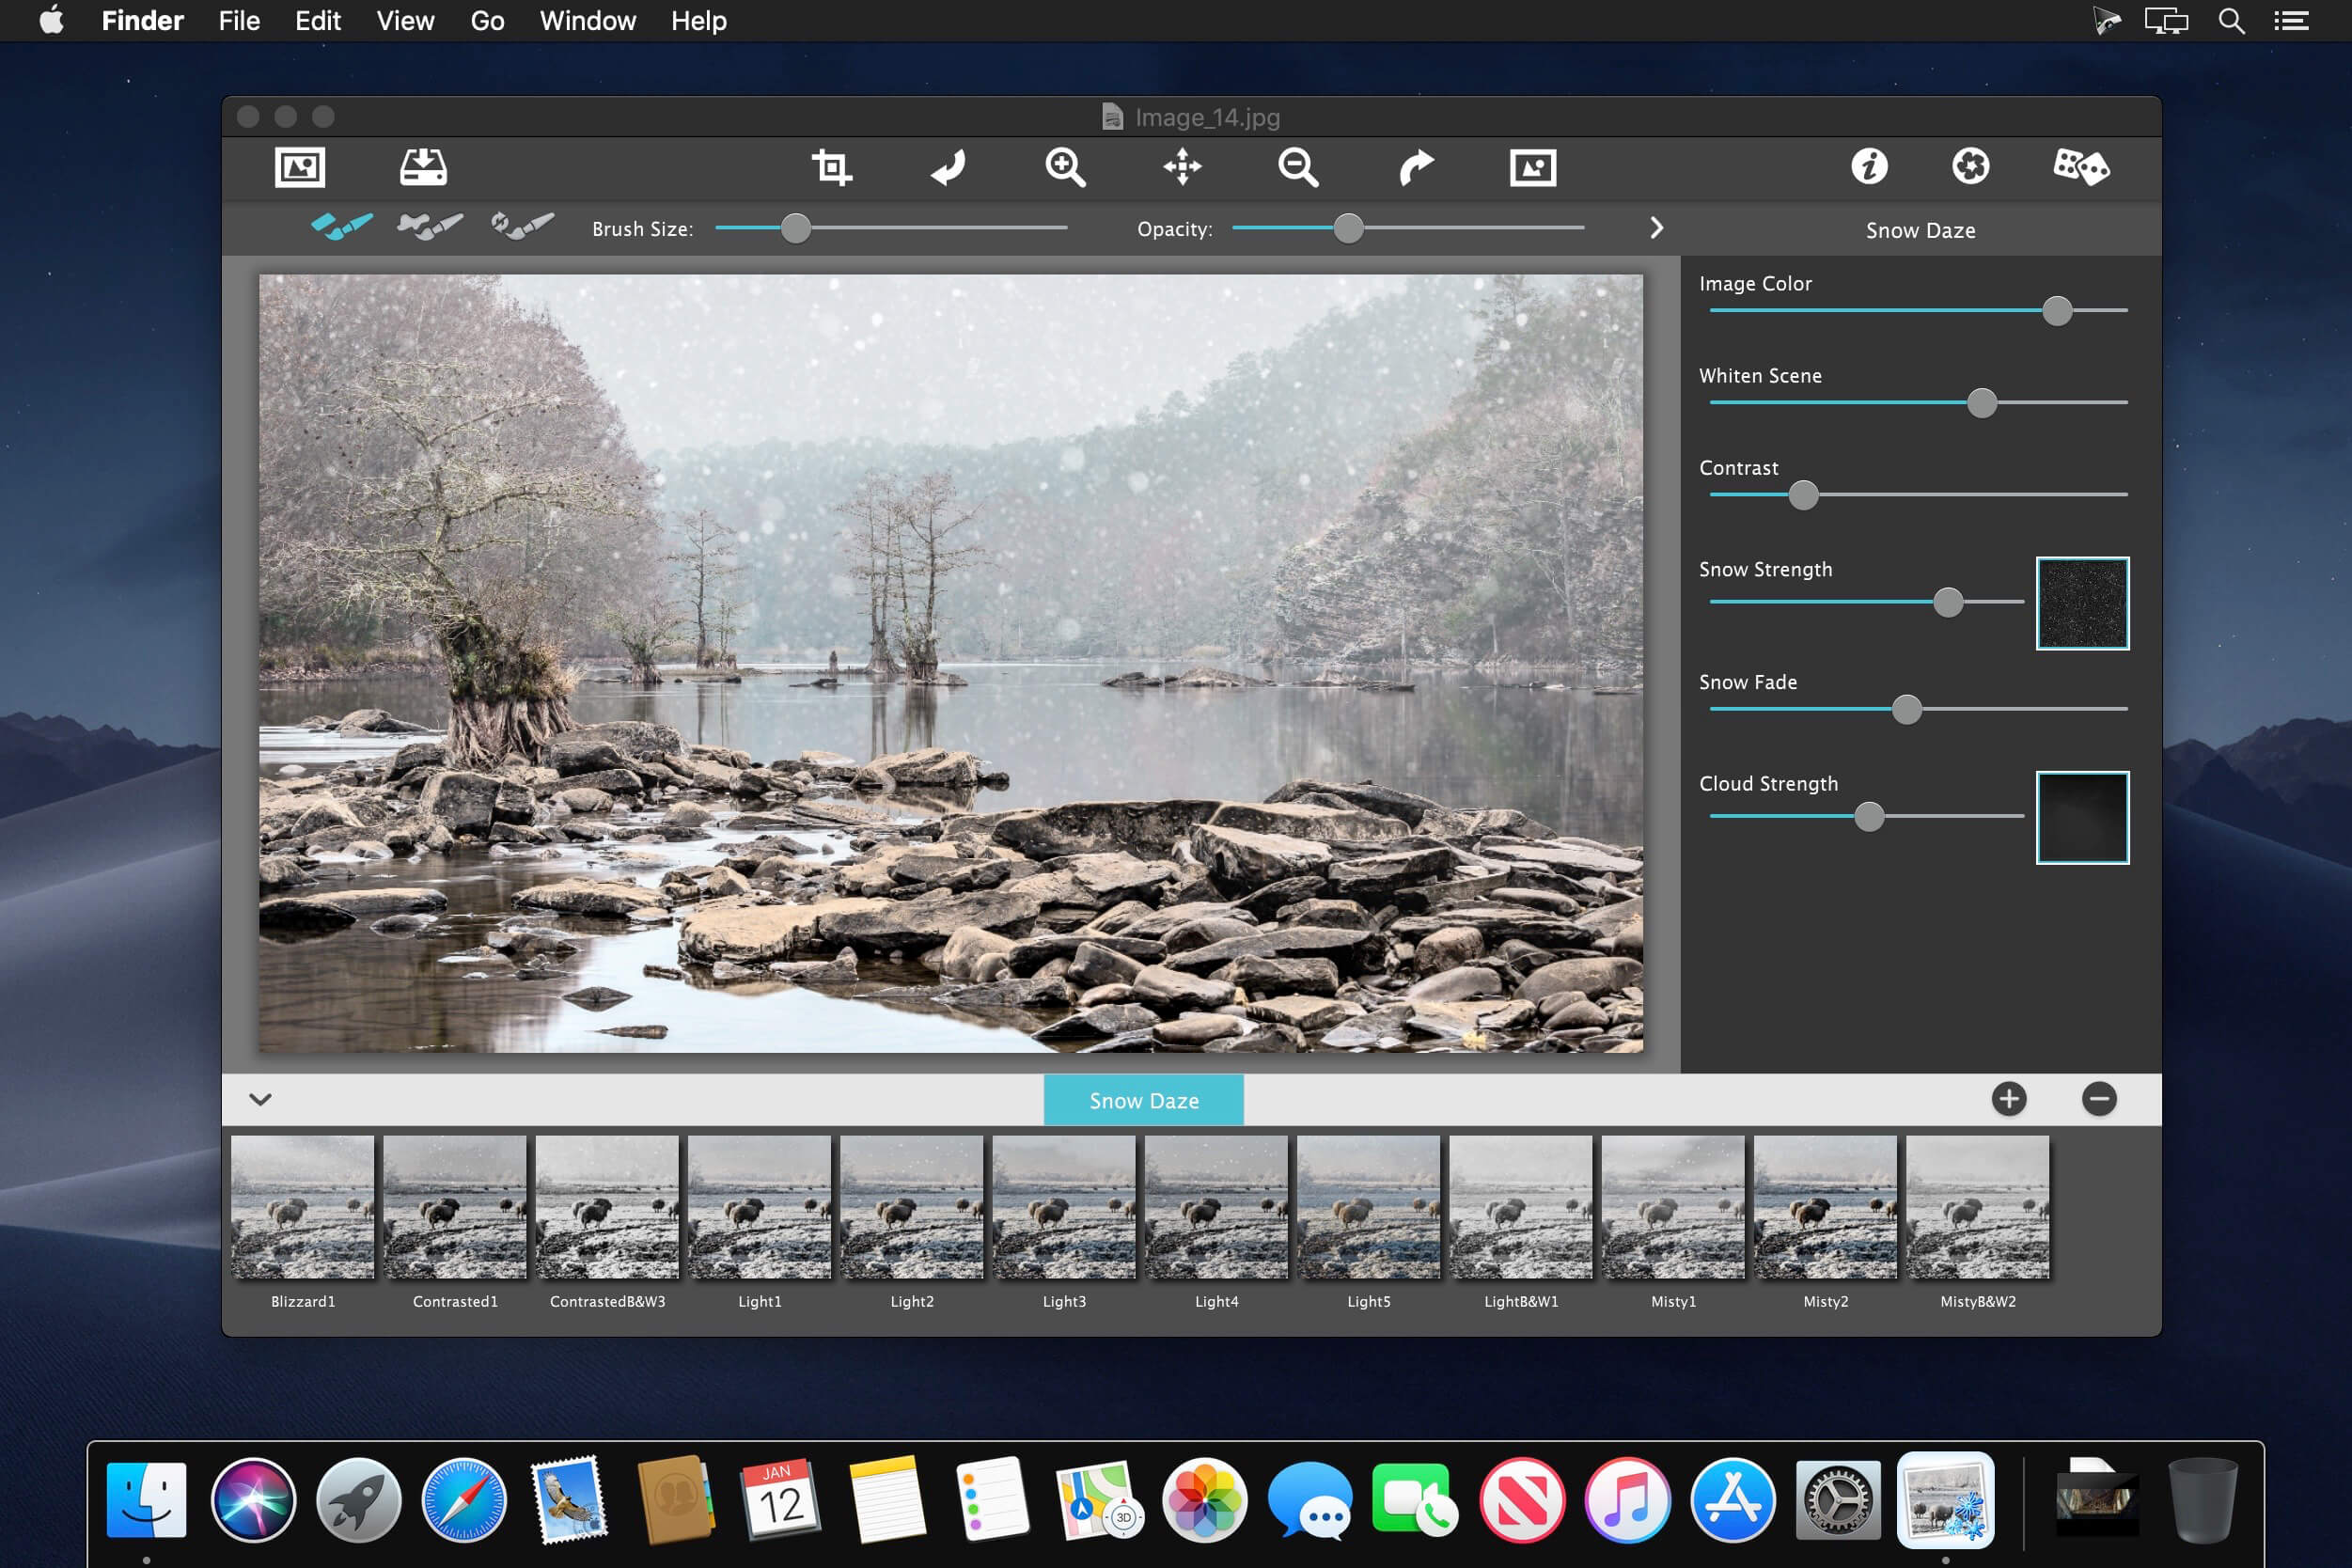 Finder File Edit View Go Window Help
Image_14.jpg
Brush Size:
Opacity:
Snow Daze
Image Color
Whiten Scene
Contrast
Snow Strength
Snow Fade
Cloud Strength
Snow Daze
Blizzard1
Contrasted1
ContrastedB&W3
Light1
Light2
Light3
Light4
Light5
LightB&W1
Misty1
Misty2
MistyB&W2
JAN
12
3D